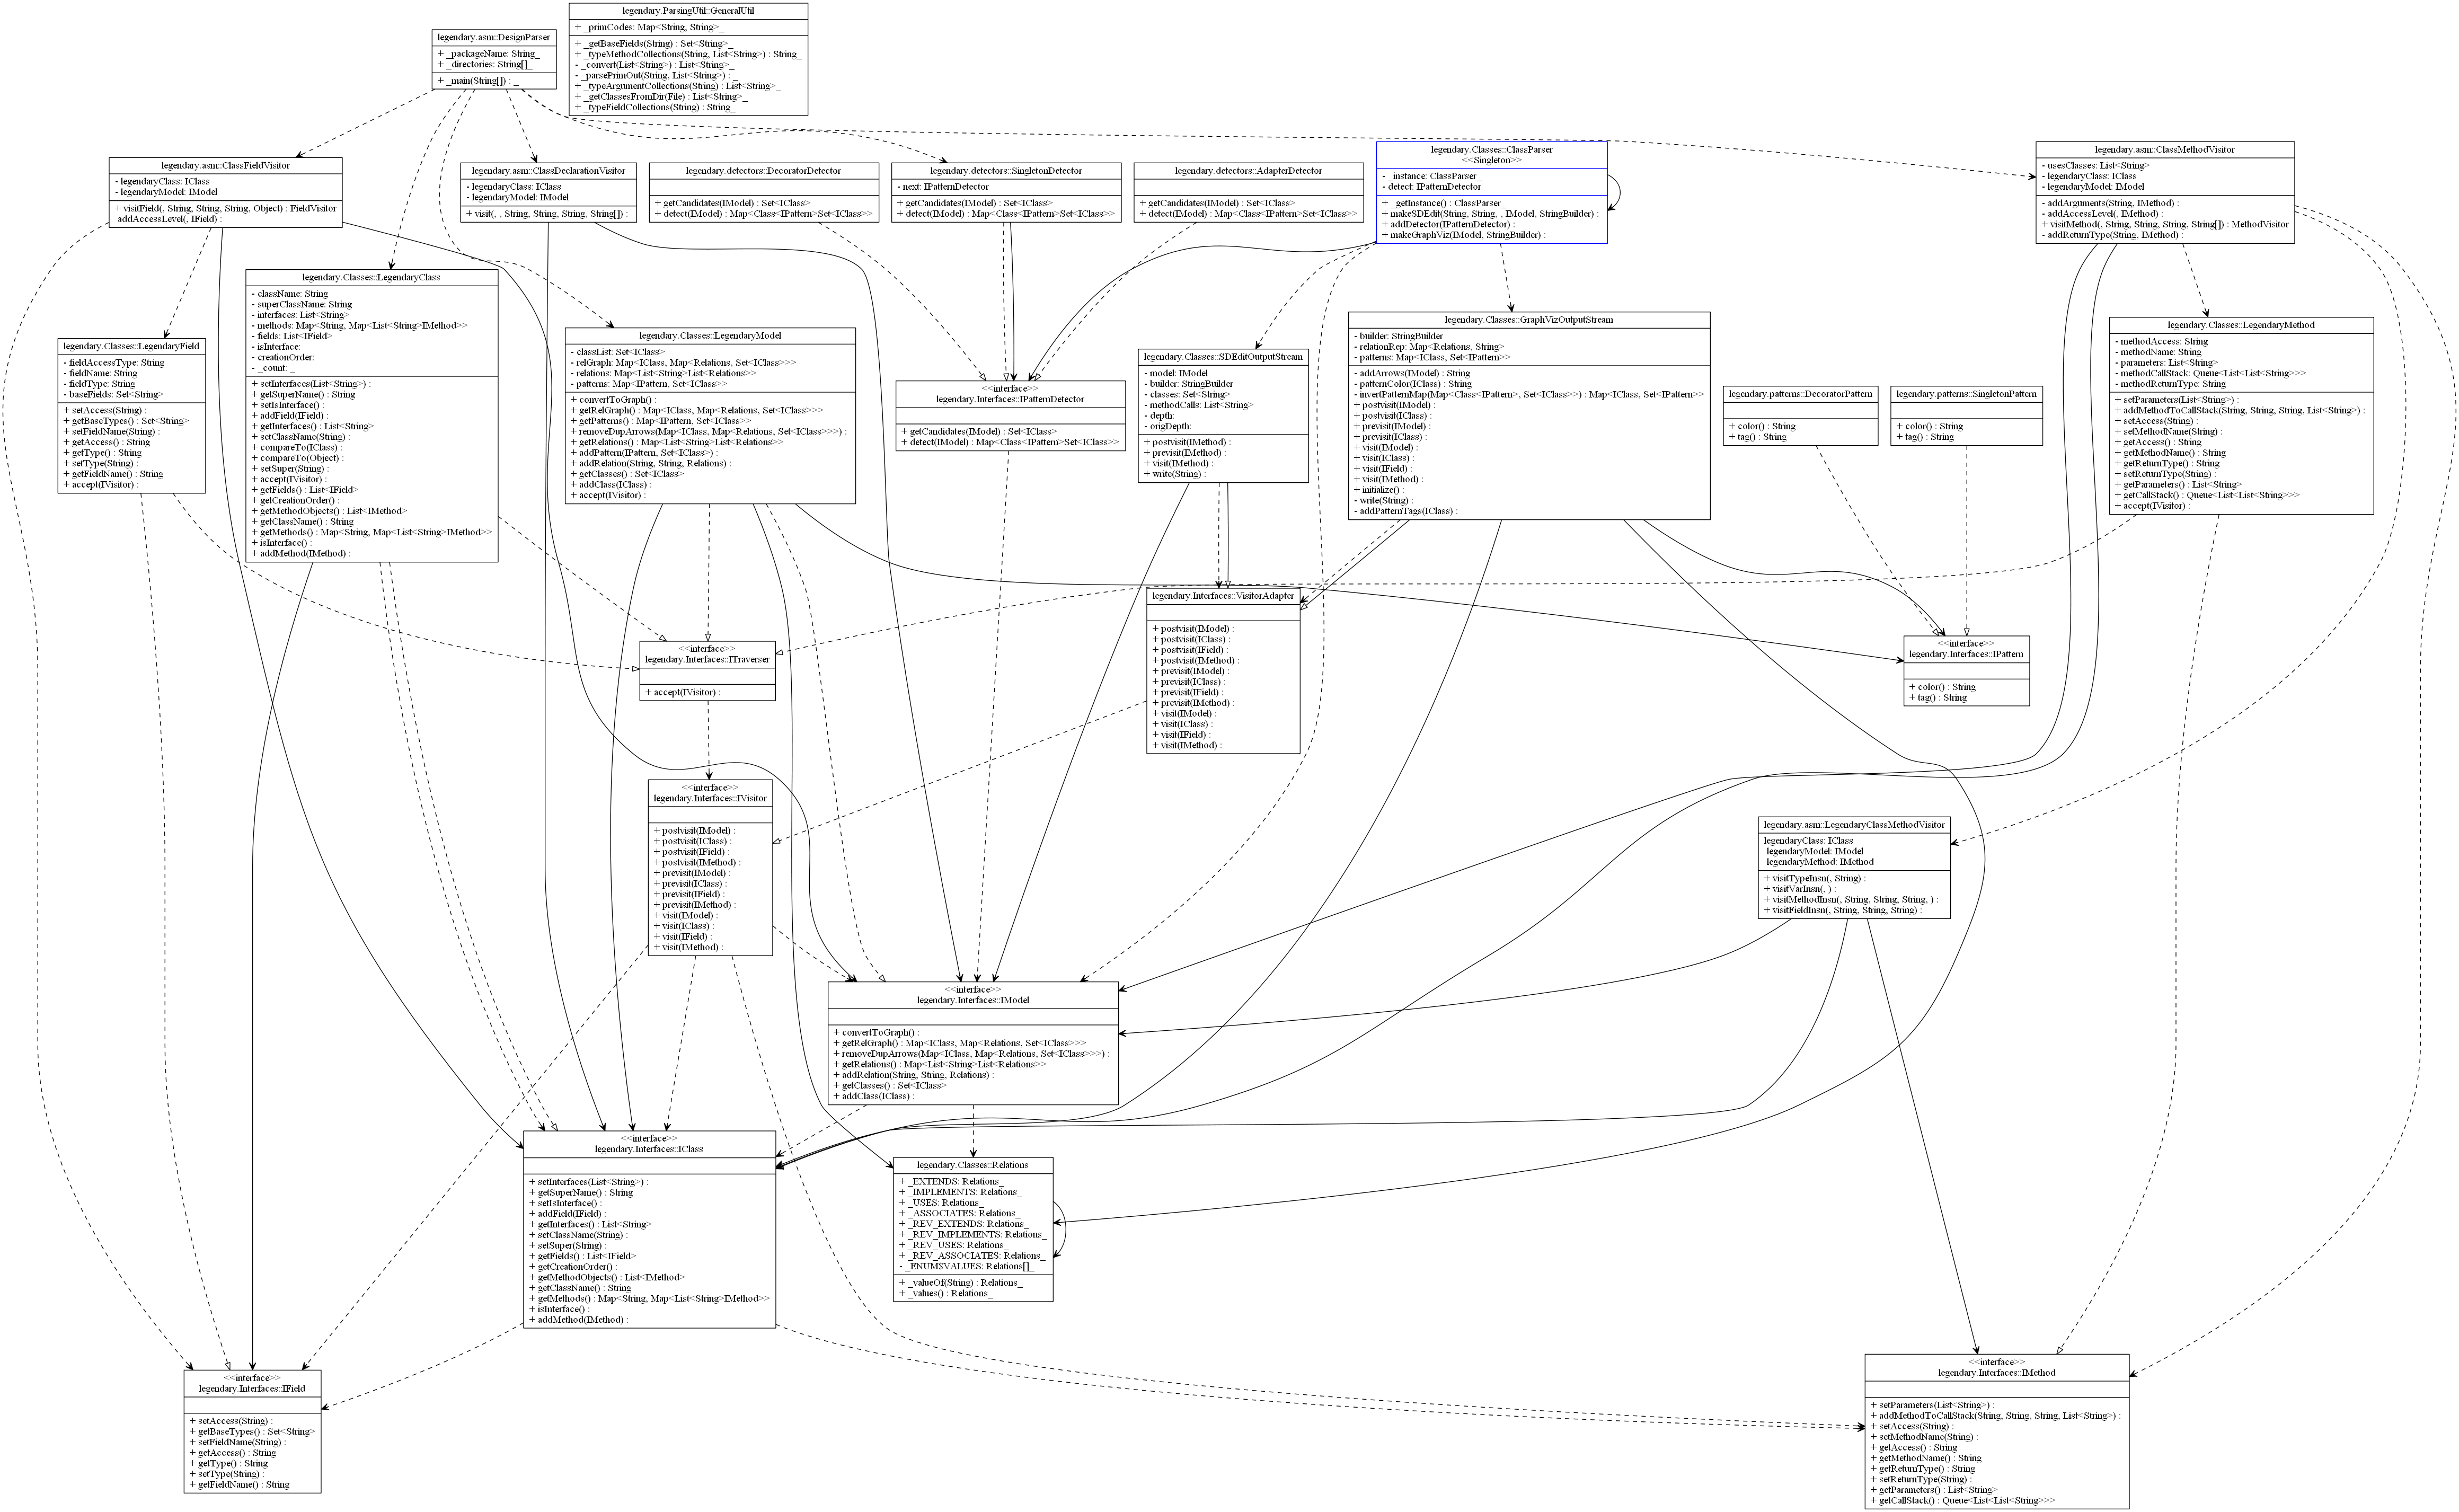 legendary.ParsingUtil::GeneralUtil
+ _primCodes: Map<String, String>_
+ _getBaseFields(String) : Set<String>_
+ _typeMethodCollections(String, List<String>) : String_
- _convert(List<String>) : List<String>_
- _parsePrimOut(String, List<String>) : _
+ _typeArgumentCollections(String) : List<String>_
+ _getClassesFromDir(File) : List<String>_
+ _typeFieldCollections(String) : String_
legendary.asm::DesignParser
+ _packageName: String_
+ _directories: String[]_
+ _main(String[]) : _
legendary.asm::ClassFieldVisitor
- legendaryClass: IClass
- legendaryModel: IModel
+ visitField(, String, String, String, Object) : FieldVisitor
addAccessLevel(, IField) :
legendary.asm::ClassDeclarationVisitor
- legendaryClass: IClass
- legendaryModel: IModel
+ visit(, , String, String, String, String[]) :
legendary.detectors::DecoratorDetector
+ getCandidates(IModel) : Set<IClass>
+ detect(IModel) : Map<Class<IPattern>Set<IClass>>
legendary.detectors::SingletonDetector
- next: IPatternDetector
+ getCandidates(IModel) : Set<IClass>
+ detect(IModel) : Map<Class<IPattern>Set<IClass>>
legendary.detectors::AdapterDetector
+ getCandidates(IModel) : Set<IClass>
+ detect(IModel) : Map<Class<IPattern>Set<IClass>>
legendary.Classes::ClassParser
<<Singleton>>
- _instance: ClassParser_
- detect: IPatternDetector
+ _getInstance() : ClassParser_
+ makeSDEdit(String, String, , IModel, StringBuilder) :
+ addDetector(IPatternDetector) :
+ makeGraphViz(IModel, StringBuilder) :
legendary.asm::ClassMethodVisitor
- usesClasses: List<String>
- legendaryClass: IClass
- legendaryModel: IModel
- addArguments(String, IMethod) :
- addAccessLevel(, IMethod) :
+ visitMethod(, String, String, String, String[]) : MethodVisitor
- addReturnType(String, IMethod) :
legendary.Classes::LegendaryField
- fieldAccessType: String
- fieldName: String
- fieldType: String
- baseFields: Set<String>
+ setAccess(String) :
+ getBaseTypes() : Set<String>
+ setFieldName(String) :
+ getAccess() : String
+ getType() : String
+ setType(String) :
+ getFieldName() : String
+ accept(IVisitor) :
legendary.Classes::LegendaryClass
- className: String
- superClassName: String
- interfaces: List<String>
- methods: Map<String, Map<List<String>IMethod>>
- fields: List<IField>
- isInterface:
- creationOrder:
- _count: _
+ setInterfaces(List<String>) :
+ getSuperName() : String
+ setIsInterface() :
+ addField(IField) :
+ getInterfaces() : List<String>
+ setClassName(String) :
+ compareTo(IClass) :
+ compareTo(Object) :
+ setSuper(String) :
+ accept(IVisitor) :
+ getFields() : List<IField>
+ getCreationOrder() :
+ getMethodObjects() : List<IMethod>
+ getClassName() : String
+ getMethods() : Map<String, Map<List<String>IMethod>>
+ isInterface() :
+ addMethod(IMethod) :
legendary.Classes::LegendaryModel
- classList: Set<IClass>
- relGraph: Map<IClass, Map<Relations, Set<IClass>>>
- relations: Map<List<String>List<Relations>>
- patterns: Map<IPattern, Set<IClass>>
+ convertToGraph() :
+ getRelGraph() : Map<IClass, Map<Relations, Set<IClass>>>
+ getPatterns() : Map<IPattern, Set<IClass>>
+ removeDupArrows(Map<IClass, Map<Relations, Set<IClass>>>) :
+ getRelations() : Map<List<String>List<Relations>>
+ addPattern(IPattern, Set<IClass>) :
+ addRelation(String, String, Relations) :
+ getClasses() : Set<IClass>
+ addClass(IClass) :
+ accept(IVisitor) :
<<interface>>
legendary.Interfaces::IPatternDetector
+ getCandidates(IModel) : Set<IClass>
+ detect(IModel) : Map<Class<IPattern>Set<IClass>>
legendary.Classes::SDEditOutputStream
- model: IModel
- builder: StringBuilder
- classes: Set<String>
- methodCalls: List<String>
- depth:
- origDepth:
+ postvisit(IMethod) :
+ previsit(IMethod) :
+ visit(IMethod) :
+ write(String) :
legendary.Classes::GraphVizOutputStream
- builder: StringBuilder
- relationRep: Map<Relations, String>
- patterns: Map<IClass, Set<IPattern>>
- addArrows(IModel) : String
- patternColor(IClass) : String
- invertPatternMap(Map<Class<IPattern>, Set<IClass>>) : Map<IClass, Set<IPattern>>
+ postvisit(IModel) :
+ postvisit(IClass) :
+ previsit(IModel) :
+ previsit(IClass) :
+ visit(IModel) :
+ visit(IClass) :
+ visit(IField) :
+ visit(IMethod) :
+ initialize() :
- write(String) :
- addPatternTags(IClass) :
legendary.patterns::DecoratorPattern
+ color() : String
+ tag() : String
legendary.patterns::SingletonPattern
+ color() : String
+ tag() : String
legendary.Classes::LegendaryMethod
- methodAccess: String
- methodName: String
- parameters: List<String>
- methodCallStack: Queue<List<List<String>>>
- methodReturnType: String
+ setParameters(List<String>) :
+ addMethodToCallStack(String, String, String, List<String>) :
+ setAccess(String) :
+ setMethodName(String) :
+ getAccess() : String
+ getMethodName() : String
+ getReturnType() : String
+ setReturnType(String) :
+ getParameters() : List<String>
+ getCallStack() : Queue<List<List<String>>>
+ accept(IVisitor) :
<<interface>>
legendary.Interfaces::ITraverser
+ accept(IVisitor) :
legendary.Interfaces::VisitorAdapter
+ postvisit(IModel) :
+ postvisit(IClass) :
+ postvisit(IField) :
+ postvisit(IMethod) :
+ previsit(IModel) :
+ previsit(IClass) :
+ previsit(IField) :
+ previsit(IMethod) :
+ visit(IModel) :
+ visit(IClass) :
+ visit(IField) :
+ visit(IMethod) :
<<interface>>
legendary.Interfaces::IPattern
+ color() : String
+ tag() : String
<<interface>>
legendary.Interfaces::IVisitor
+ postvisit(IModel) :
+ postvisit(IClass) :
+ postvisit(IField) :
+ postvisit(IMethod) :
+ previsit(IModel) :
+ previsit(IClass) :
+ previsit(IField) :
+ previsit(IMethod) :
+ visit(IModel) :
+ visit(IClass) :
+ visit(IField) :
+ visit(IMethod) :
legendary.asm::LegendaryClassMethodVisitor
legendaryClass: IClass
legendaryModel: IModel
legendaryMethod: IMethod
+ visitTypeInsn(, String) :
+ visitVarInsn(, ) :
+ visitMethodInsn(, String, String, String, ) :
+ visitFieldInsn(, String, String, String) :
<<interface>>
legendary.Interfaces::IModel
+ convertToGraph() :
+ getRelGraph() : Map<IClass, Map<Relations, Set<IClass>>>
+ removeDupArrows(Map<IClass, Map<Relations, Set<IClass>>>) :
+ getRelations() : Map<List<String>List<Relations>>
+ addRelation(String, String, Relations) :
+ getClasses() : Set<IClass>
+ addClass(IClass) :
<<interface>>
legendary.Interfaces::IClass
+ setInterfaces(List<String>) :
+ getSuperName() : String
+ setIsInterface() :
+ addField(IField) :
+ getInterfaces() : List<String>
+ setClassName(String) :
+ setSuper(String) :
+ getFields() : List<IField>
+ getCreationOrder() :
+ getMethodObjects() : List<IMethod>
+ getClassName() : String
+ getMethods() : Map<String, Map<List<String>IMethod>>
+ isInterface() :
+ addMethod(IMethod) :
legendary.Classes::Relations
+ _EXTENDS: Relations_
+ _IMPLEMENTS: Relations_
+ _USES: Relations_
+ _ASSOCIATES: Relations_
+ _REV_EXTENDS: Relations_
+ _REV_IMPLEMENTS: Relations_
+ _REV_USES: Relations_
+ _REV_ASSOCIATES: Relations_
- _ENUM$VALUES: Relations[]_
+ _valueOf(String) : Relations_
+ _values() : Relations_
<<interface>>
legendary.Interfaces::IField
+ setAccess(String) :
+ getBaseTypes() : Set<String>
+ setFieldName(String) :
+ getAccess() : String
+ getType() : String
+ setType(String) :
+ getFieldName() : String
<<interface>>
legendary.Interfaces::IMethod
+ setParameters(List<String>) :
+ addMethodToCallStack(String, String, String, List<String>) :
+ setAccess(String) :
+ setMethodName(String) :
+ getAccess() : String
+ getMethodName() : String
+ getReturnType() : String
+ setReturnType(String) :
+ getParameters() : List<String>
+ getCallStack() : Queue<List<List<String>>>